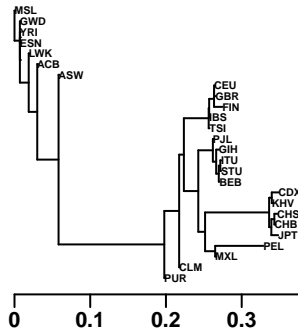 MSL
GWD
YRI
ESN
LWK
ACB
ASW
CEU
GBR
FIN
IBS
TSI
PJL
GIH
ITU
STU
BEB
CDX
KHV
CHS
CHB
JPT
PEL
MXL
CLM
PUR
0 0.1 0.2 0.3